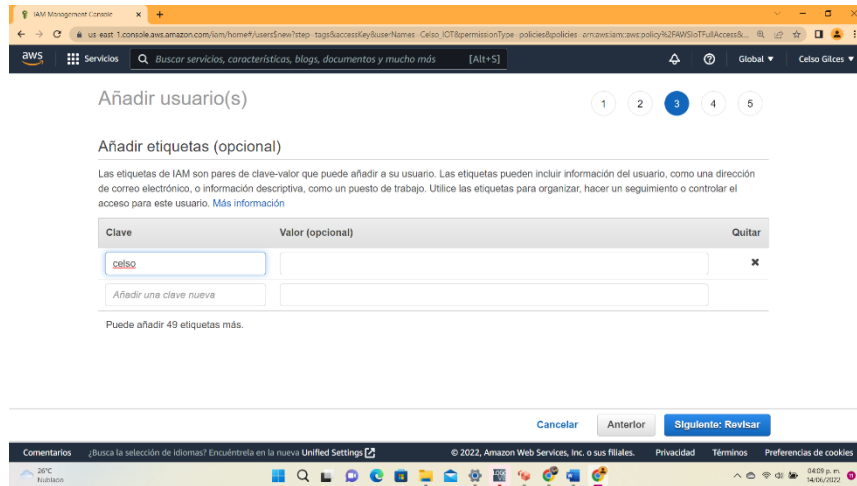 IAM Management Console
us-east-1.console.aws.amazon.com/iam/home#/users$new?step=tags&accessKey&userNames=Celso_IOT&permissionType=policies&policies=arn:aws:iam::aws:policy%2FAWSIoTFullAccess&...
aws Servicios Buscar servicios, características, blogs, documentos y mucho más [Alt+S] Global Celso Gilces
Añadir usuario(s) 1 2 3 4 5
Añadir etiquetas (opcional)
Las etiquetas de IAM son pares de clave-valor que puede añadir a su usuario. Las etiquetas pueden incluir información del usuario, como una dirección
de correo electrónico, o información descriptiva, como un puesto de trabajo. Utilice las etiquetas para organizar, hacer un seguimiento o controlar el
acceso para este usuario. Más información
Clave Valor (opcional) Quitar
celso
Añadir una clave nueva
Puede añadir 49 etiquetas más.
Cancelar Anterior Siguiente: Revisar
Comentarios ¿Busca la selección de idiomas? Encuéntrela en la nueva Unified Settings © 2022, Amazon Web Services, Inc. o sus filiales. Privacidad Términos Preferencias de cookies
26°C 04:09 p. m.
Nublado 14/06/2022